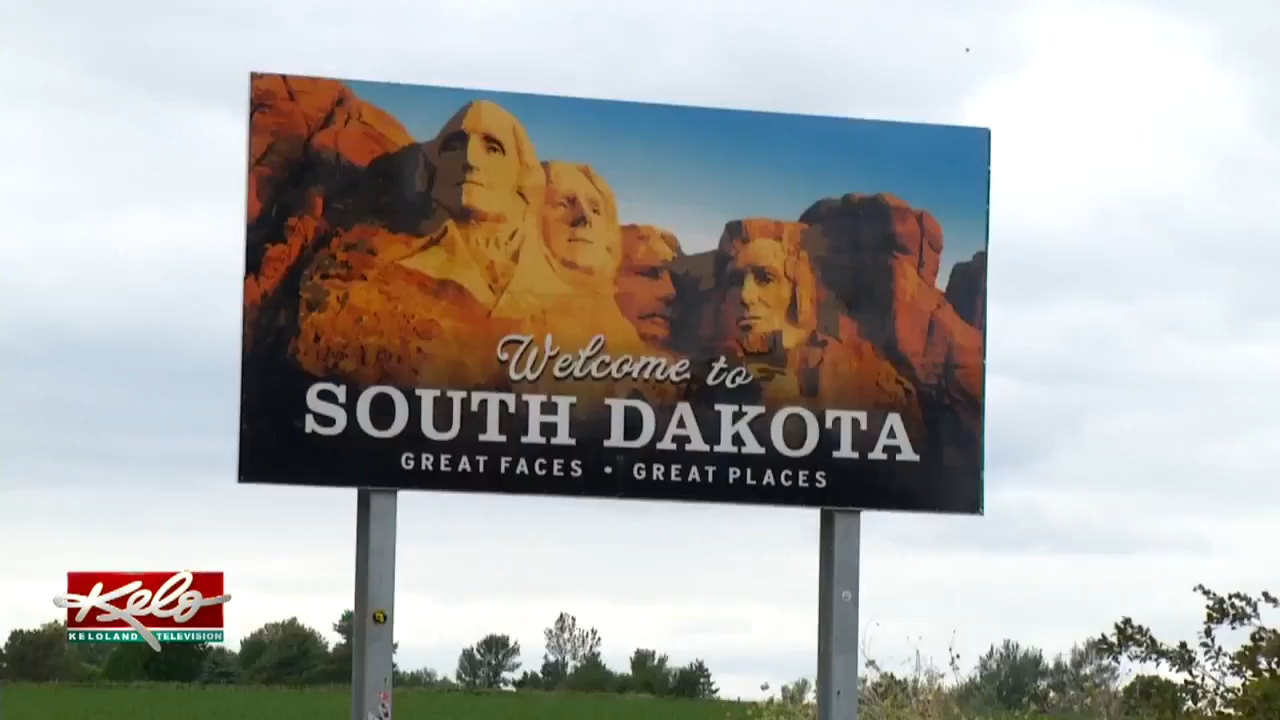 Welcome to
SOUTH DAKOTA
GREAT FACES • GREAT PLACES
Kelo
KELOLAND TELEVISION